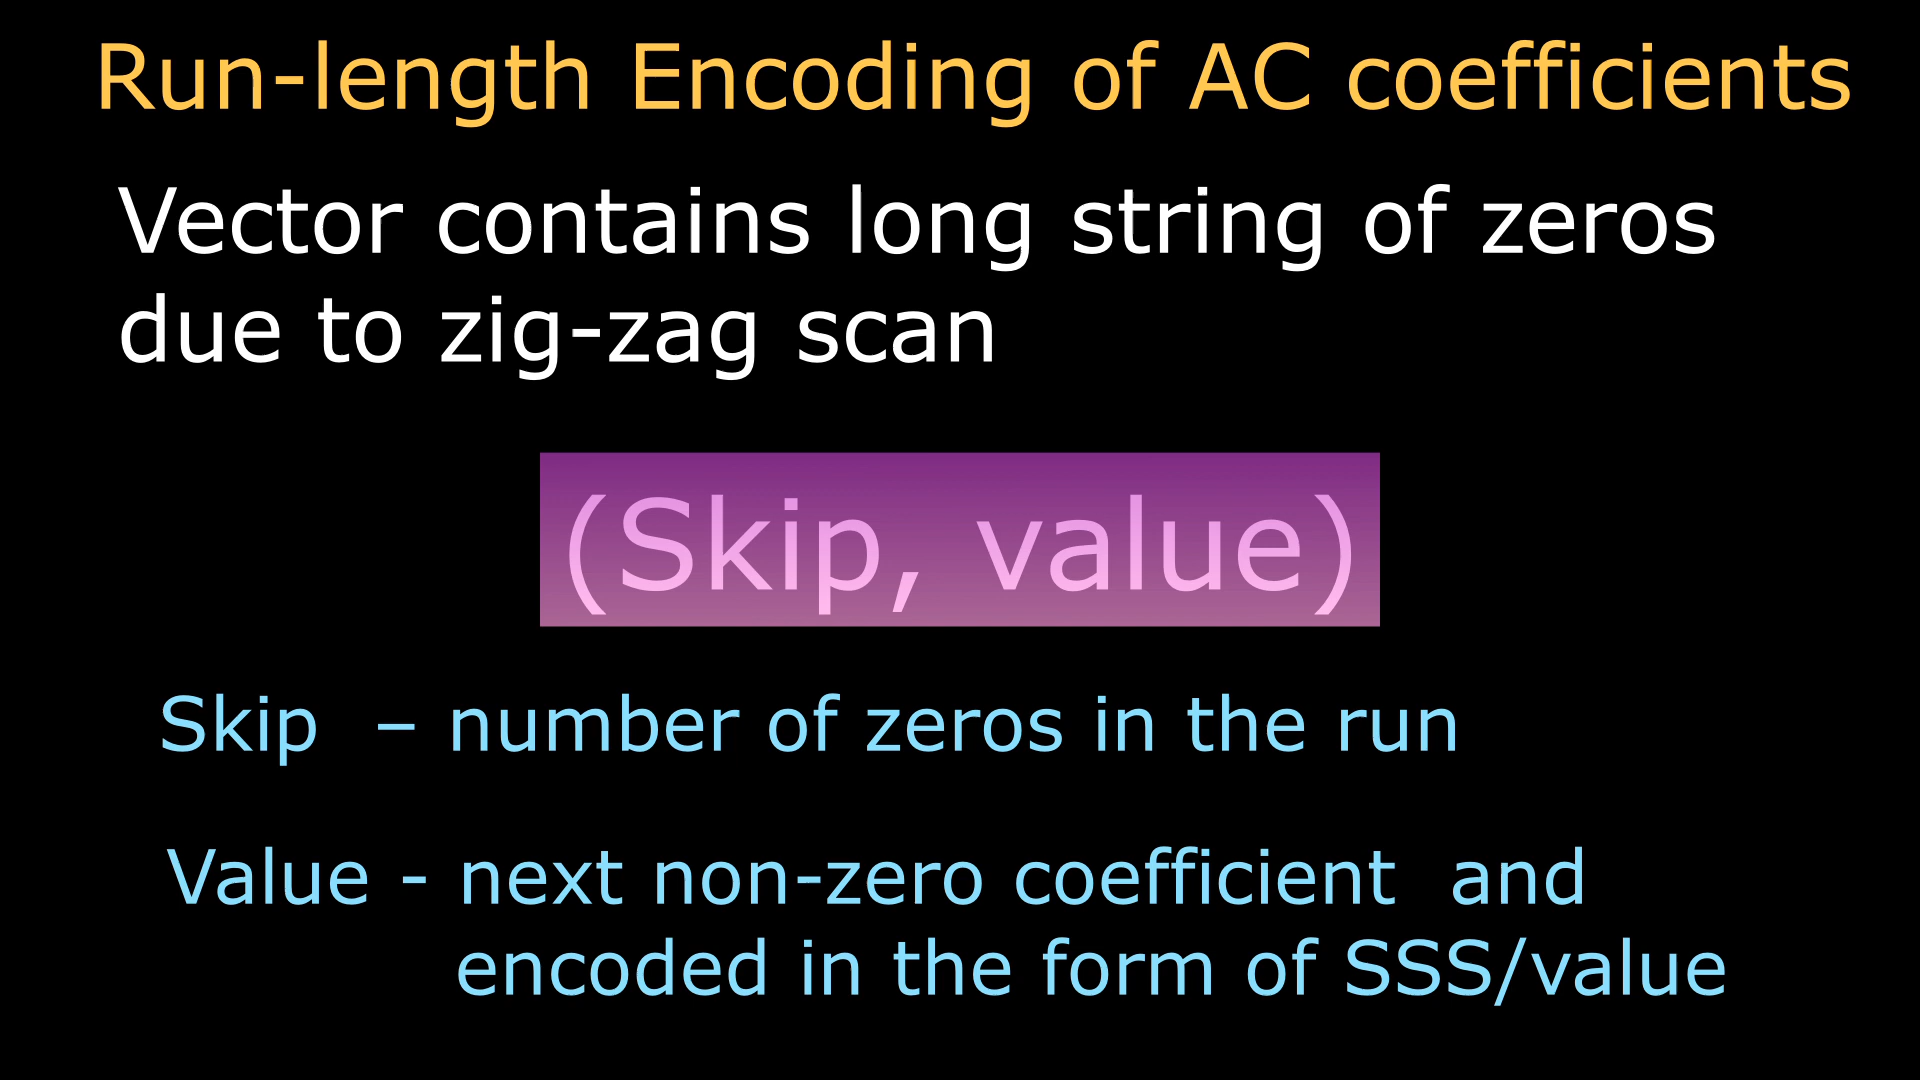 Run-length Encoding of AC coefficients
Vector contains long string of zeros
due to zig-zag scan
(Skip, value)
Skip – number of zeros in the run
Value - next non-zero coefficient and
encoded in the form of SSS/value